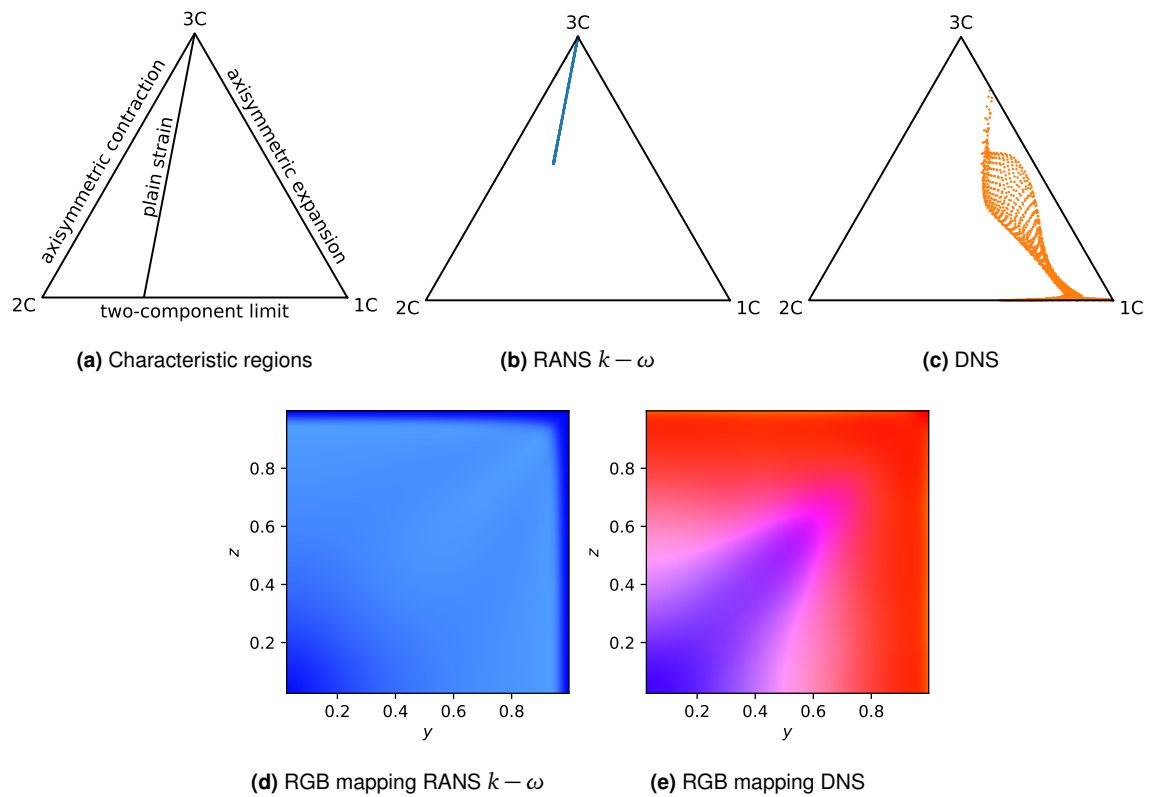 3C
axisymmetric contraction
plain strain
axisymmetric expansion
2C
1C
two-component limit
(a) Characteristic regions
3C
2C
1C
(b) RANS k − ω
3C
2C
1C
(c) DNS
0.8
0.6
z
0.4
0.2
0.2 0.4 0.6 0.8
y
(d) RGB mapping RANS k − ω
0.8
0.6
z
0.4
0.2
0.2 0.4 0.6 0.8
y
(e) RGB mapping DNS